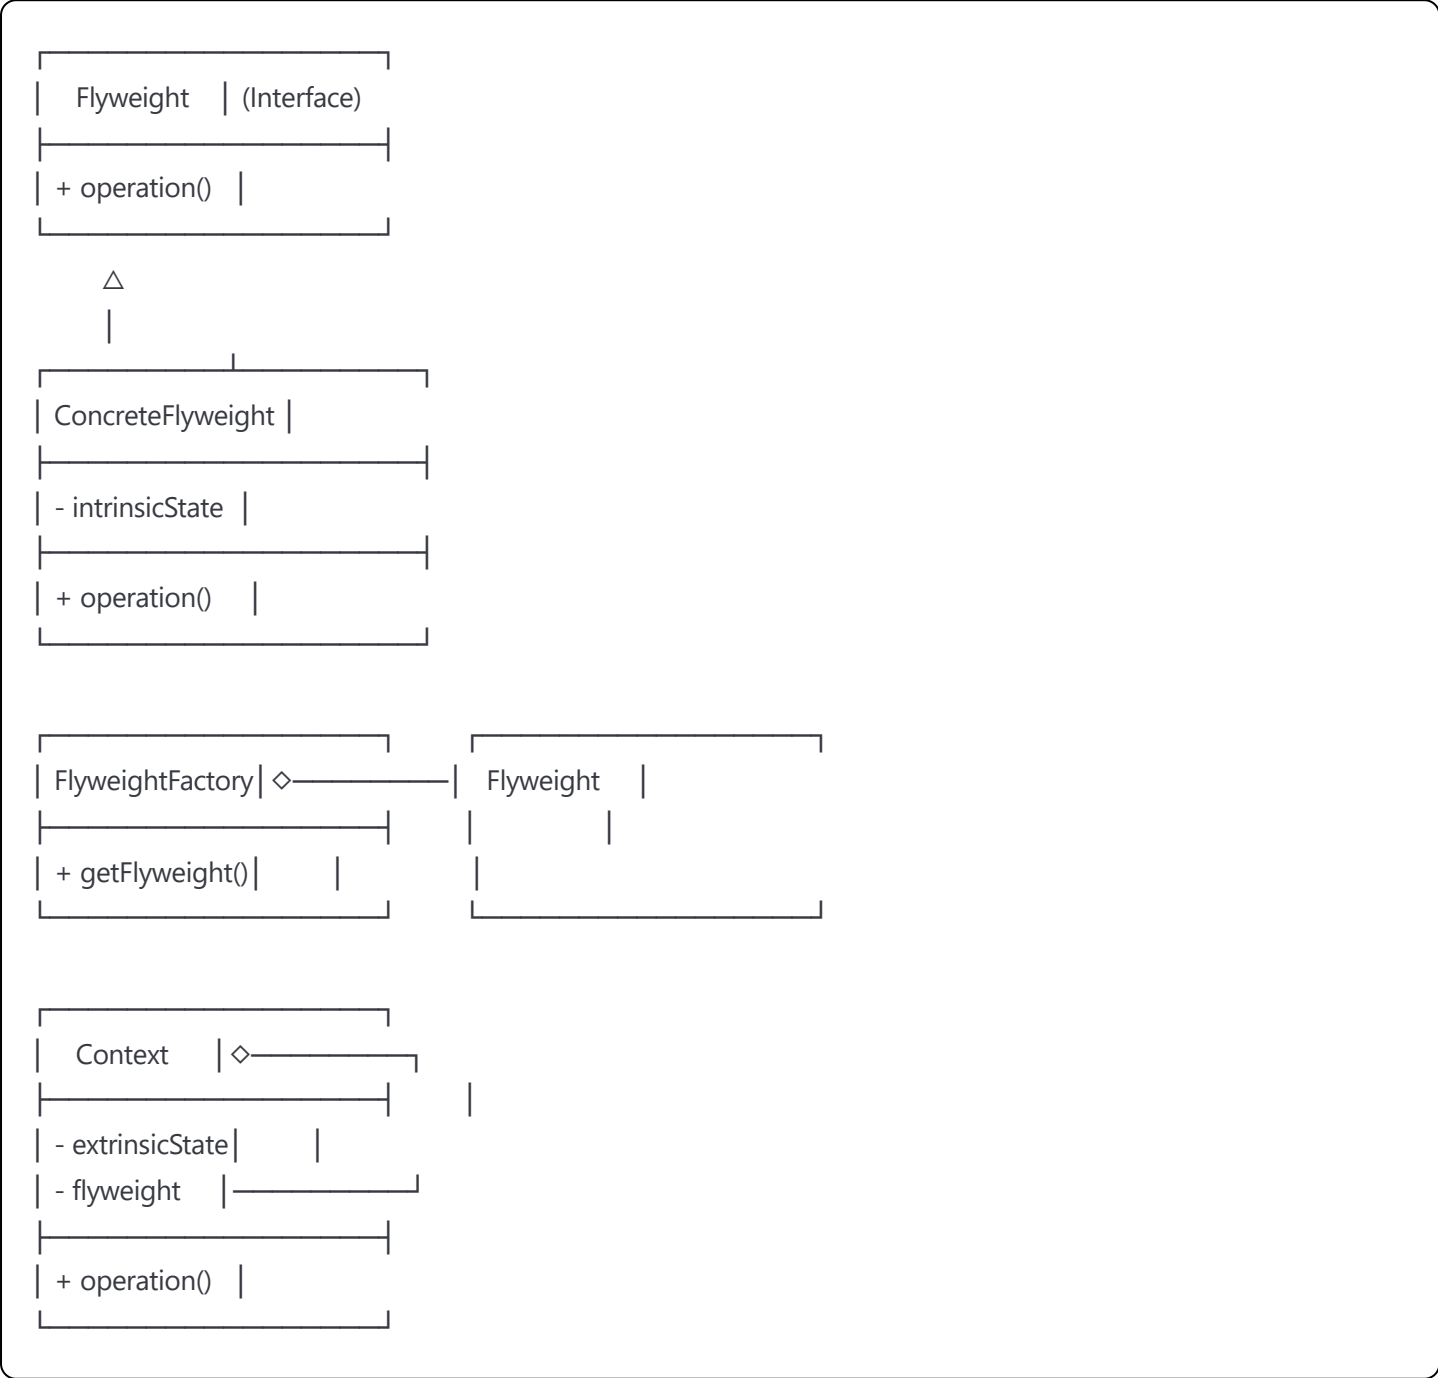 Flyweight (Interface)
+ operation()
△
ConcreteFlyweight
- intrinsicState
+ operation()
FlyweightFactory ◇ Flyweight
+ getFlyweight()
Context ◇
- extrinsicState
- flyweight
+ operation()